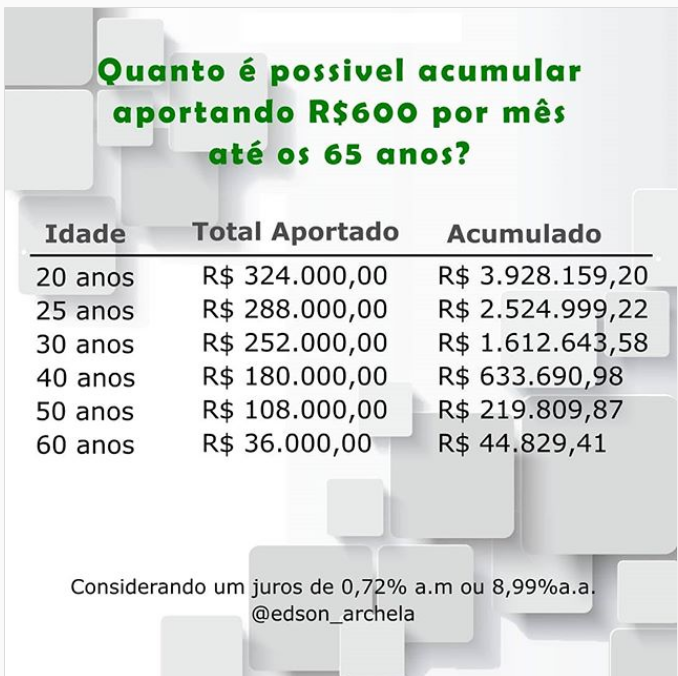 Quanto é possivel acumular
aportando R$600 por mês
até os 65 anos?
Idade Total Aportado Acumulado
20 anos R$ 324.000,00 R$ 3.928.159,20
25 anos R$ 288.000,00 R$ 2.524.999,22
30 anos R$ 252.000,00 R$ 1.612.643,58
40 anos R$ 180.000,00 R$ 633.690,98
50 anos R$ 108.000,00 R$ 219.809,87
60 anos R$ 36.000,00 R$ 44.829,41
Considerando um juros de 0,72% a.m ou 8,99%a.a.
@edson_archela